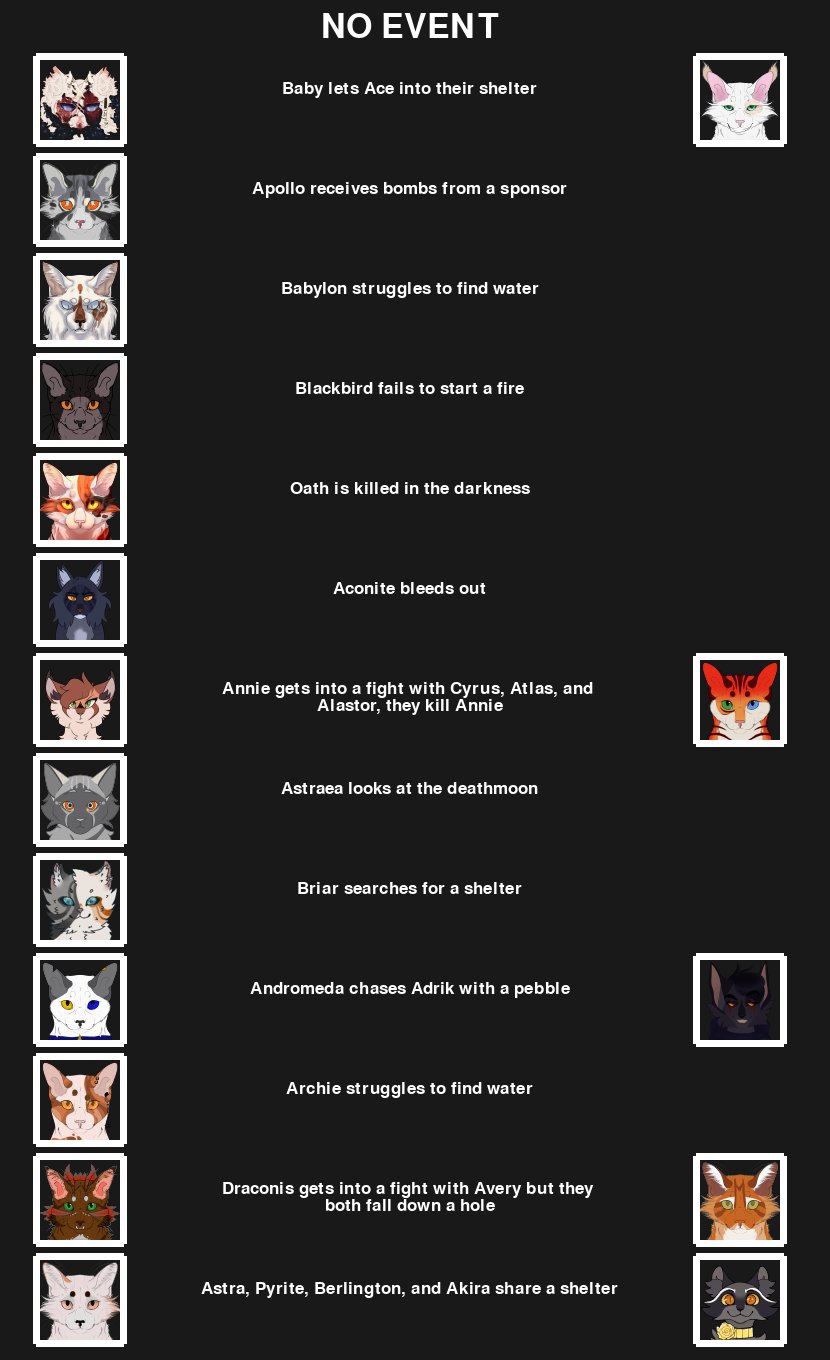 NO EVENT
Baby lets Ace into their shelter
Apollo receives bombs from a sponsor
Babylon struggles to find water
Blackbird fails to start a fire
Oath is killed in the darkness
Aconite bleeds out
Annie gets into a fight with Cyrus, Atlas, and
Alastor, they kill Annie
Astraea looks at the deathmoon
Briar searches for a shelter
Andromeda chases Adrik with a pebble
Archie struggles to find water
Draconis gets into a fight with Avery but they
both fall down a hole
Astra, Pyrite, Berlington, and Akira share a shelter